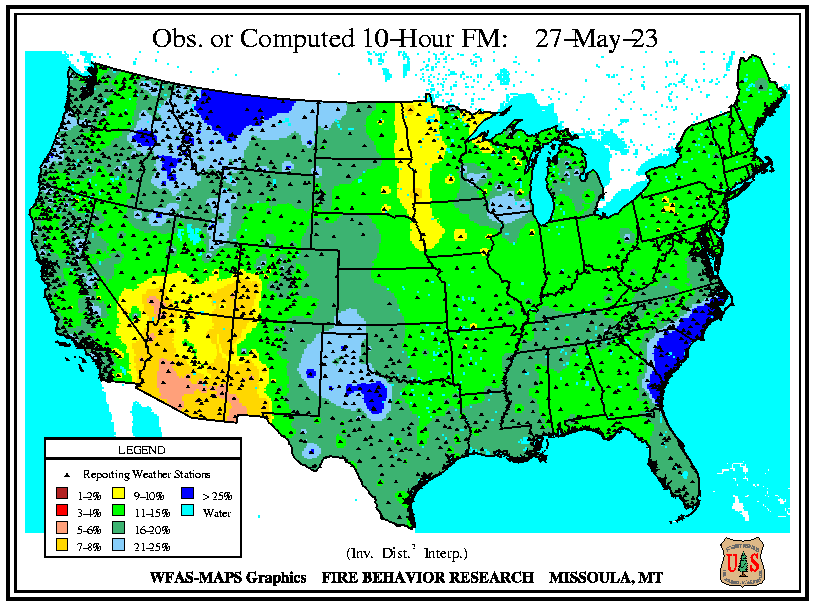 Obs. or Computed 10-Hour FM: 27-May-23
LEGEND
Reporting Weather Stations
1-2% 9-10% > 25%
3-4% 11-15% Water
5-6% 16-20%
7-8% 21-25%
(Inv. Dist.² Interp.)
WFAS-MAPS Graphics FIRE BEHAVIOR RESEARCH MISSOULA, MT
U S